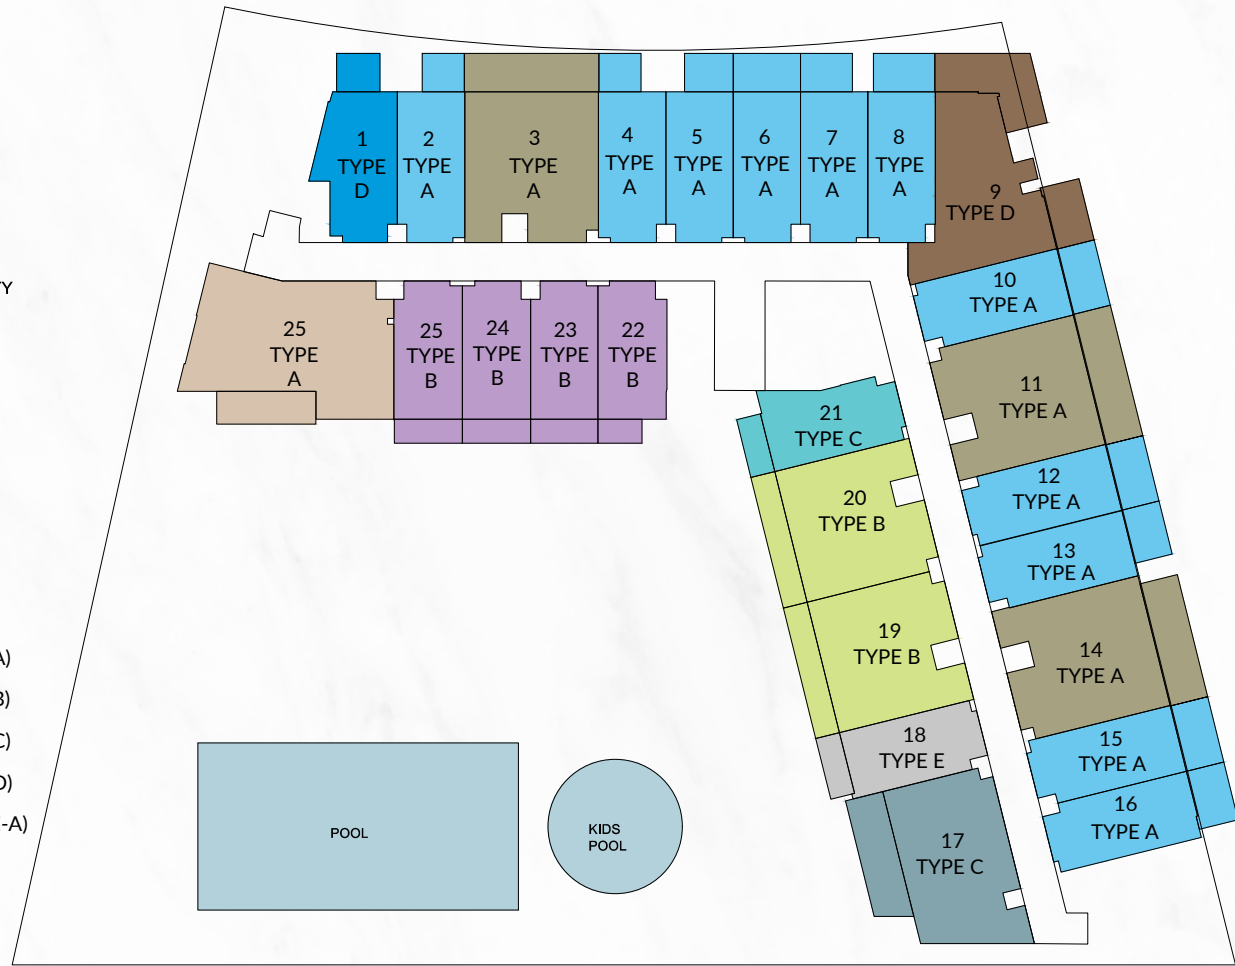 1
TYPE
D
2
TYPE
A
3
TYPE
A
4
TYPE
A
5
TYPE
A
6
TYPE
A
7
TYPE
A
8
TYPE
A
9
TYPE D
10
TYPE A
11
TYPE A
12
TYPE A
13
TYPE A
14
TYPE A
15
TYPE A
16
TYPE A
17
TYPE C
18
TYPE E
19
TYPE B
20
TYPE B
21
TYPE C
22
TYPE
B
23
TYPE
B
24
TYPE
B
25
TYPE
B
25
TYPE
A
TY
A)
B)
C)
D)
-A)
POOL
KIDS
POOL